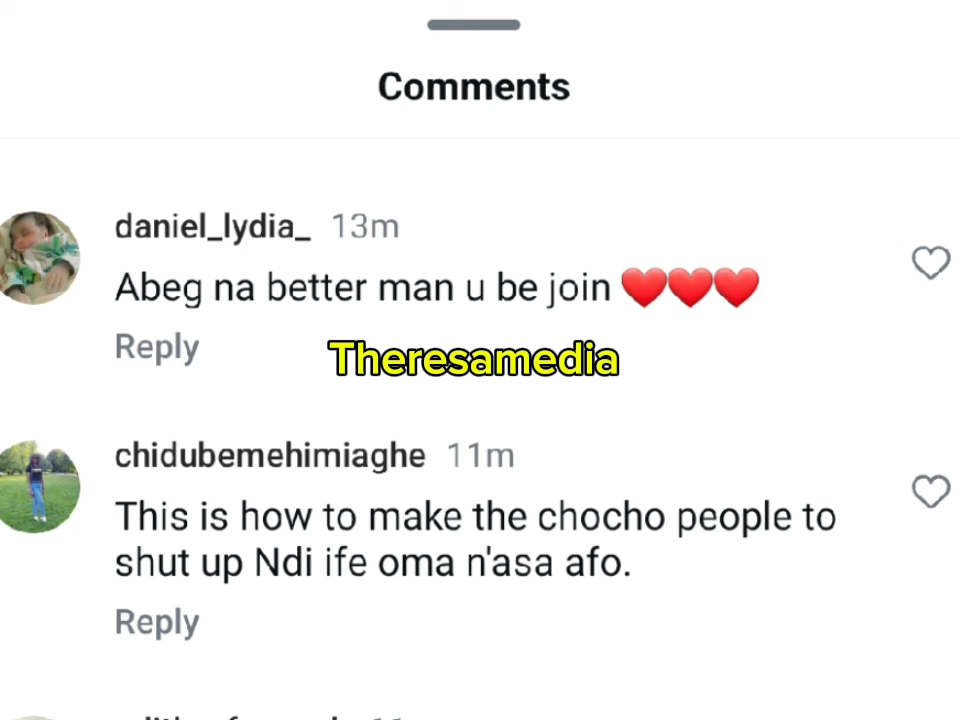 Comments
daniel_lydia_ 13m
Abeg na better man u be join ❤️❤️❤️
Reply
Theresamedia
chidubemehimiaghe 11m
This is how to make the chocho people to
shut up Ndi ife oma n'asa afo.
Reply